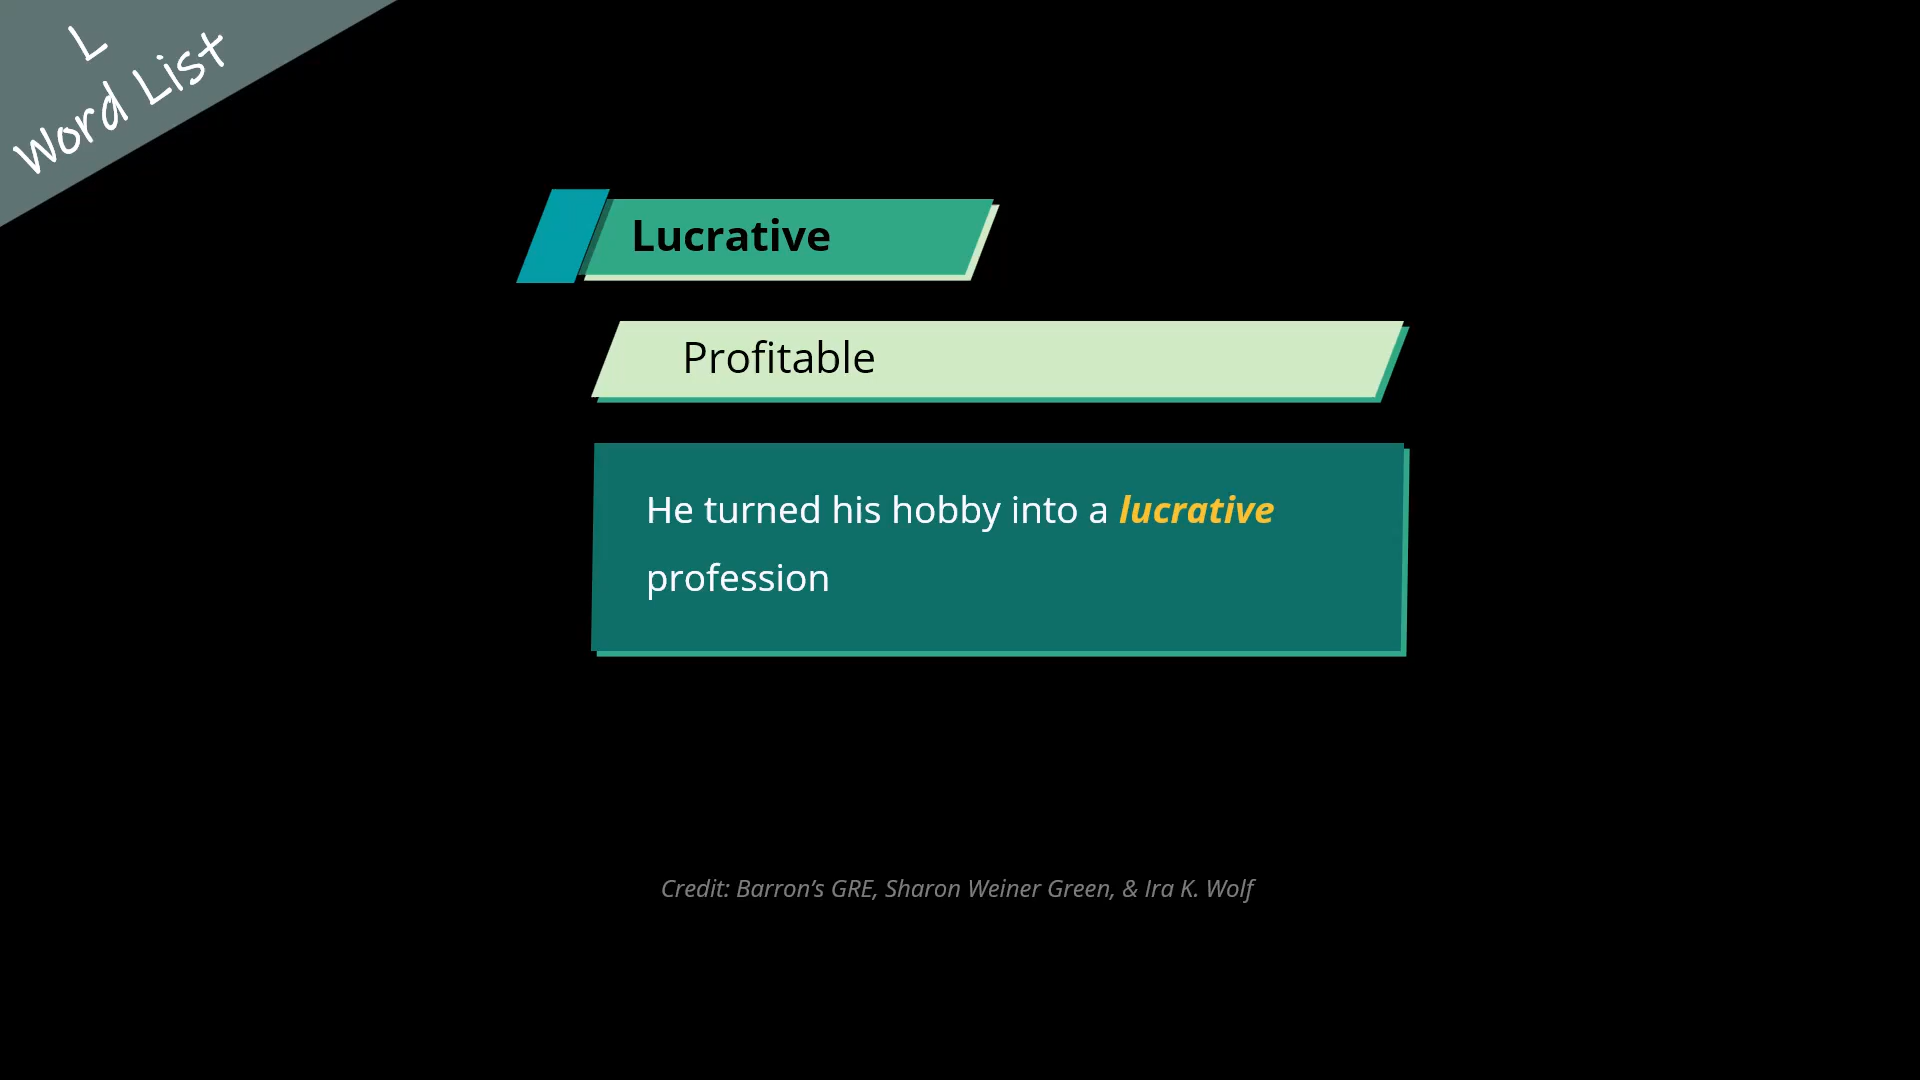 L
Word List
Lucrative
Profitable
He turned his hobby into a lucrative
profession
Credit: Barron’s GRE, Sharon Weiner Green, & Ira K. Wolf